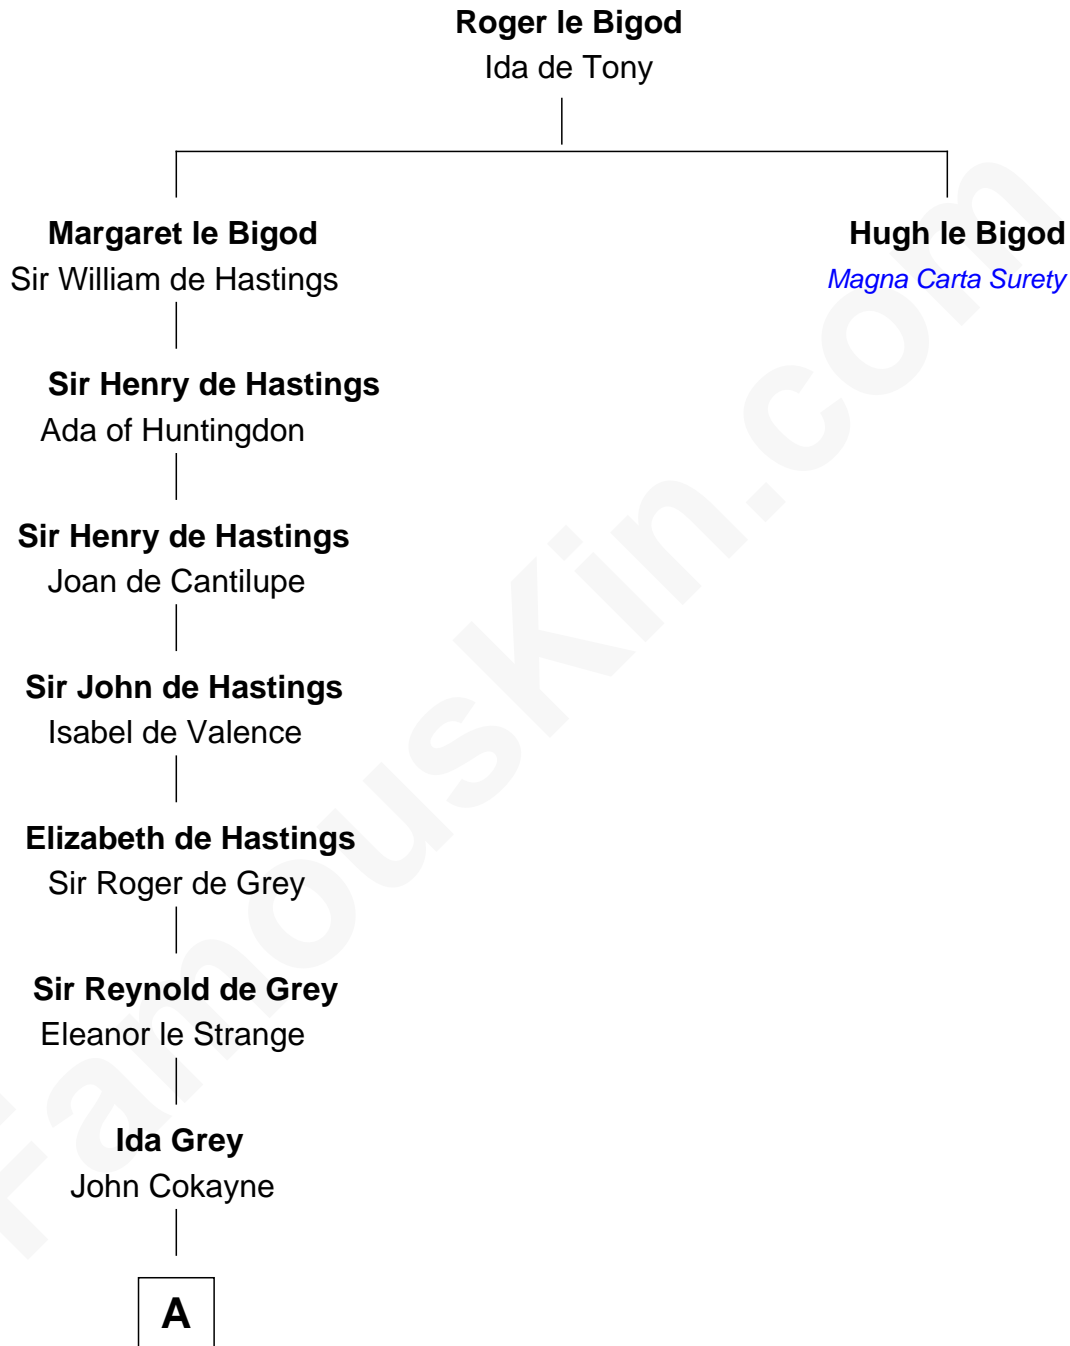 Roger le Bigod
Ida de Tony
Margaret le Bigod
Sir William de Hastings
Hugh le Bigod
Magna Carta Surety
Sir Henry de Hastings
Ada of Huntingdon
Sir Henry de Hastings
Joan de Cantilupe
Sir John de Hastings
Isabel de Valence
Elizabeth de Hastings
Sir Roger de Grey
Sir Reynold de Grey
Eleanor le Strange
Ida Grey
John Cokayne
A
FamousKin.com